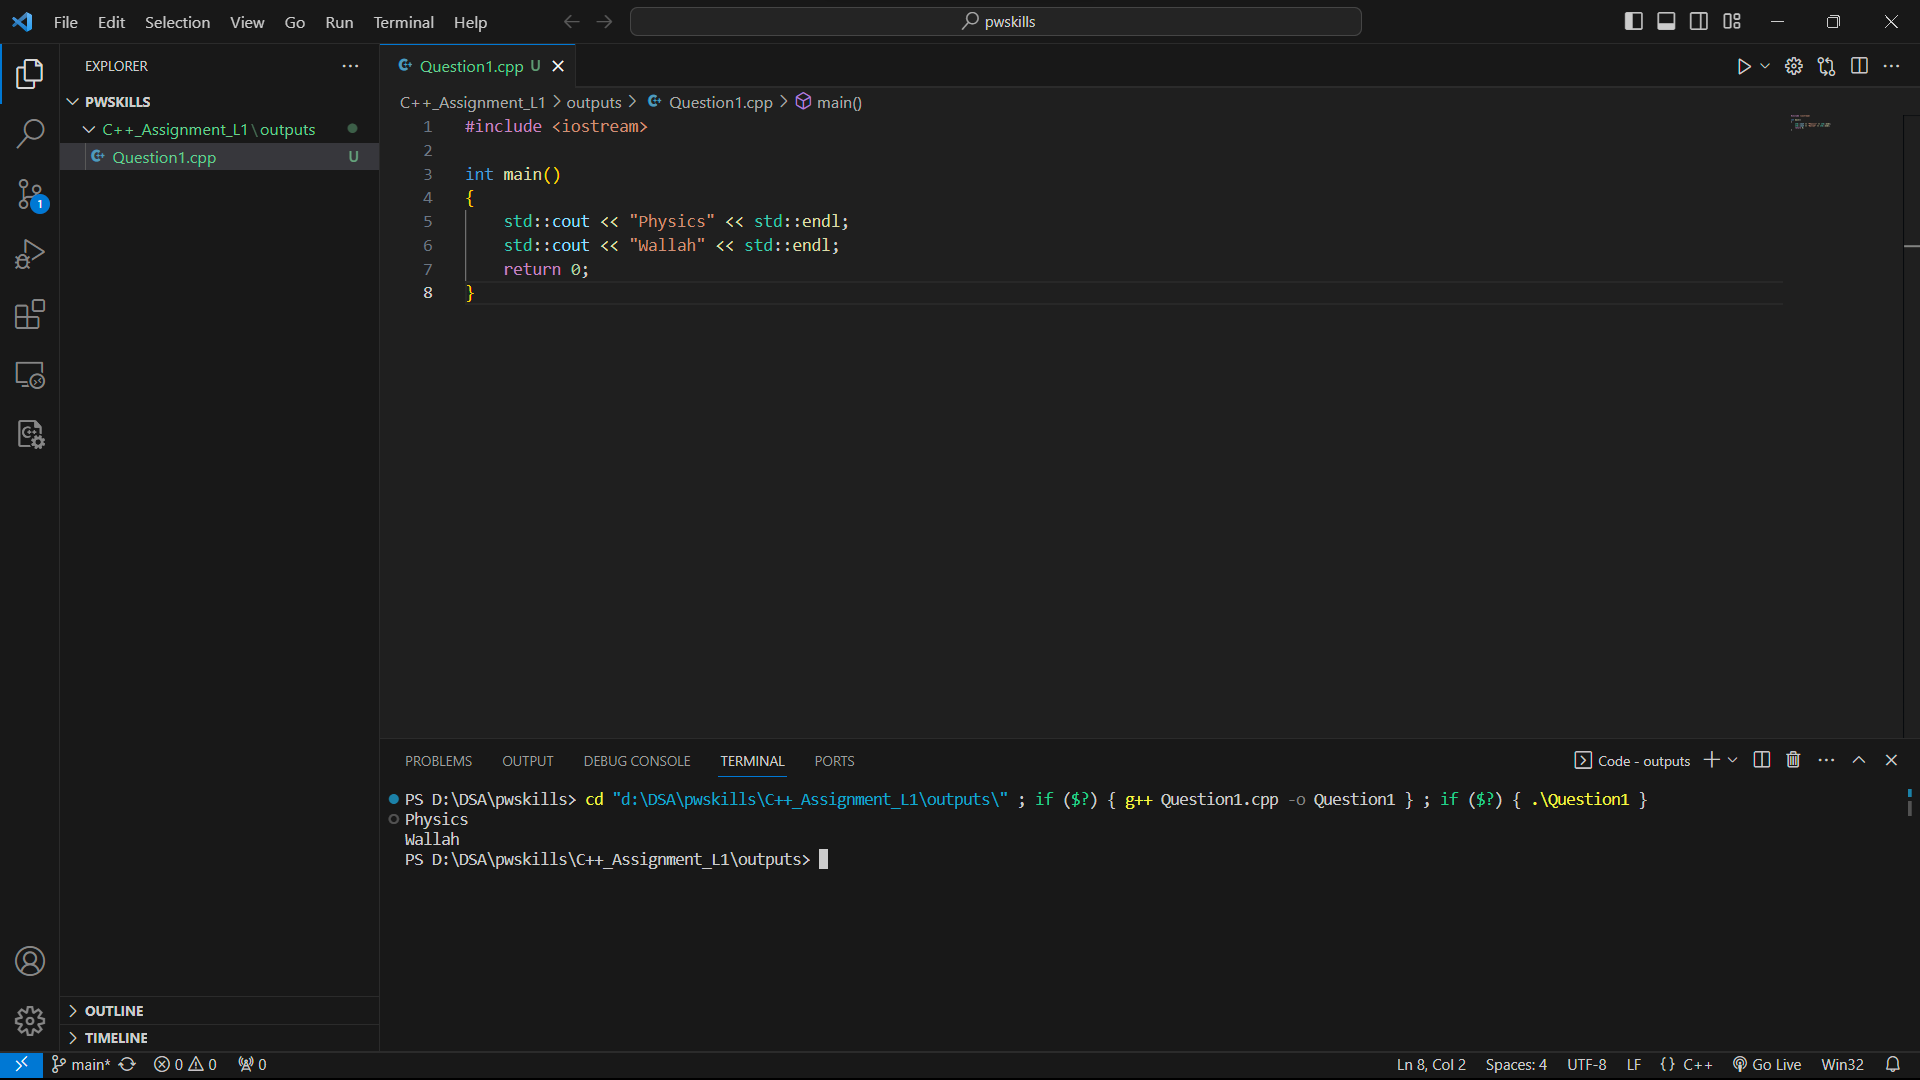 File Edit Selection View Go Run Terminal Help
pwskills
EXPLORER
PWSKILLS
C++_Assignment_L1\outputs
Question1.cpp U
1
Question1.cpp U
C++_Assignment_L1 > outputs > Question1.cpp > main()
1 #include <iostream>
2
3 int main()
4 {
5 std::cout << "Physics" << std::endl;
6 std::cout << "Wallah" << std::endl;
7 return 0;
8 }
PROBLEMS OUTPUT DEBUG CONSOLE TERMINAL PORTS
Code - outputs
PS D:\DSA\pwskills> cd "d:\DSA\pwskills\C++_Assignment_L1\outputs\" ; if ($?) { g++ Question1.cpp -o Question1 } ; if ($?) { .\Question1 }
Physics
Wallah
PS D:\DSA\pwskills\C++_Assignment_L1\outputs>
OUTLINE
TIMELINE
main* 0 0 0
Ln 8, Col 2 Spaces: 4 UTF-8 LF {} C++ Go Live Win32